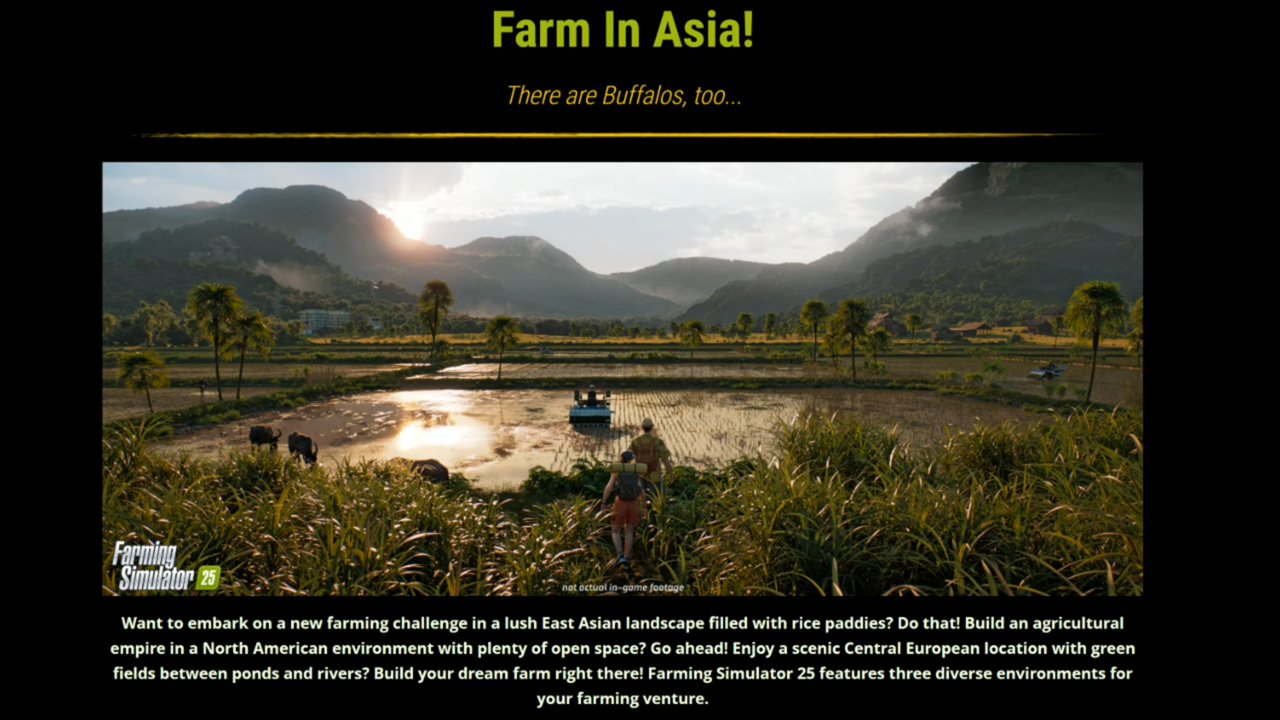 Farm In Asia!
There are Buffalos, too...
Farming
Simulator 25
not actual in-game footage
Want to embark on a new farming challenge in a lush East Asian landscape filled with rice paddies? Do that! Build an agricultural
empire in a North American environment with plenty of open space? Go ahead! Enjoy a scenic Central European location with green
fields between ponds and rivers? Build your dream farm right there! Farming Simulator 25 features three diverse environments for
your farming venture.